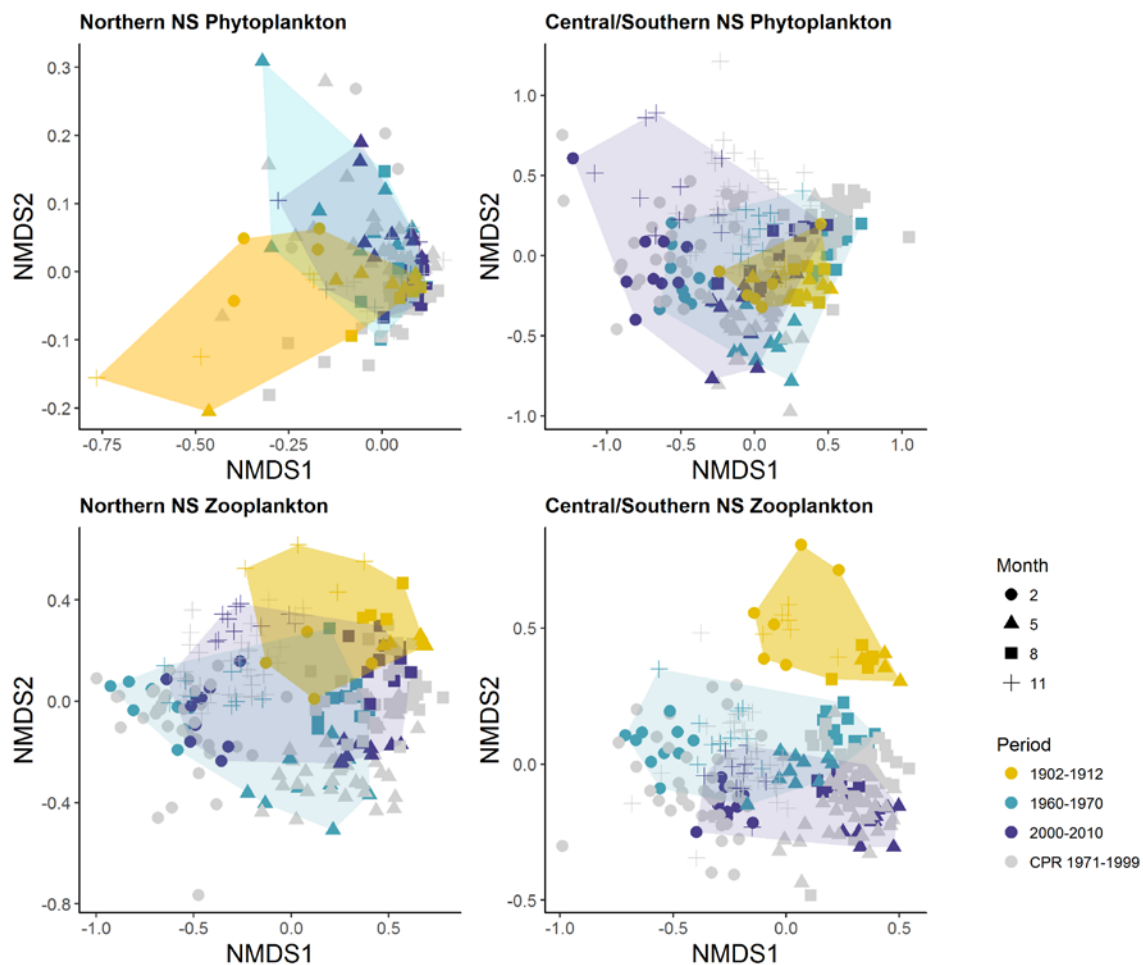 Northern NS Phytoplankton
Central/Southern NS Phytoplankton
NMDS2
0.3
0.2
0.1
0.0
-0.1
-0.2
-0.75
-0.50
-0.25
0.00
NMDS1
NMDS2
1.0
0.5
0.0
-0.5
-1.0
-1.0
-0.5
0.0
0.5
1.0
NMDS1
Northern NS Zooplankton
Central/Southern NS Zooplankton
NMDS2
0.4
0.0
-0.4
-0.8
-1.0
-0.5
0.0
0.5
NMDS1
NMDS2
0.5
0.0
-0.5
-1.0
-0.5
0.0
0.5
NMDS1
Month
2
5
8
11
Period
1902-1912
1960-1970
2000-2010
CPR 1971-1999